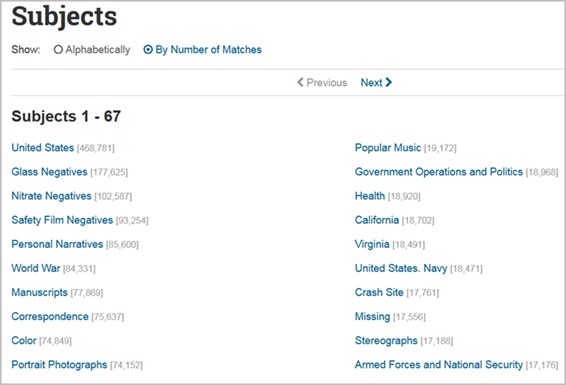 Subjects
Show: Alphabetically By Number of Matches
Previous Next
Subjects 1 - 67
United States [468,781]
Glass Negatives [177,625]
Nitrate Negatives [102,587]
Safety Film Negatives [93,254]
Personal Narratives [85,600]
World War [84,331]
Manuscripts [77,869]
Correspondence [75,637]
Color [74,849]
Portrait Photographs [74,152]
Popular Music [19,172]
Government Operations and Politics [18,968]
Health [18,920]
California [18,702]
Virginia [18,491]
United States. Navy [18,471]
Crash Site [17,761]
Missing [17,556]
Stereographs [17,188]
Armed Forces and National Security [17,176]